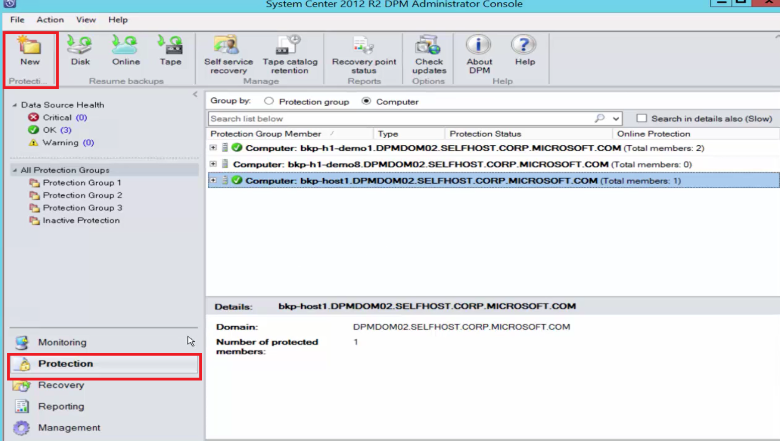 System Center 2012 R2 DPM Administrator Console
File Action View Help
New Disk Online Tape Self service recovery Tape catalog retention Recovery point status Check updates About DPM Help
Protecti... Resume backups Manage Reports Options Help
Group by: Protection group Computer
Search list below Search in details also (Slow)
Protection Group Member Type Protection Status Online Protection
Computer: bkp-h1-demo1.DPMDOM02.SELFHOST.CORP.MICROSOFT.COM (Total members: 2)
Computer: bkp-h1-demo8.DPMDOM02.SELFHOST.CORP.MICROSOFT.COM (Total members: 0)
Computer: bkp-host1.DPMDOM02.SELFHOST.CORP.MICROSOFT.COM (Total members: 1)
Data Source Health
Critical (0)
OK (3)
Warning (0)
All Protection Groups
Protection Group 1
Protection Group 2
Protection Group 3
Inactive Protection
Details: bkp-host1.DPMDOM02.SELFHOST.CORP.MICROSOFT.COM
Domain: DPMDOM02.SELFHOST.CORP.MICROSOFT.COM
Number of protected members: 1
Monitoring
Protection
Recovery
Reporting
Management